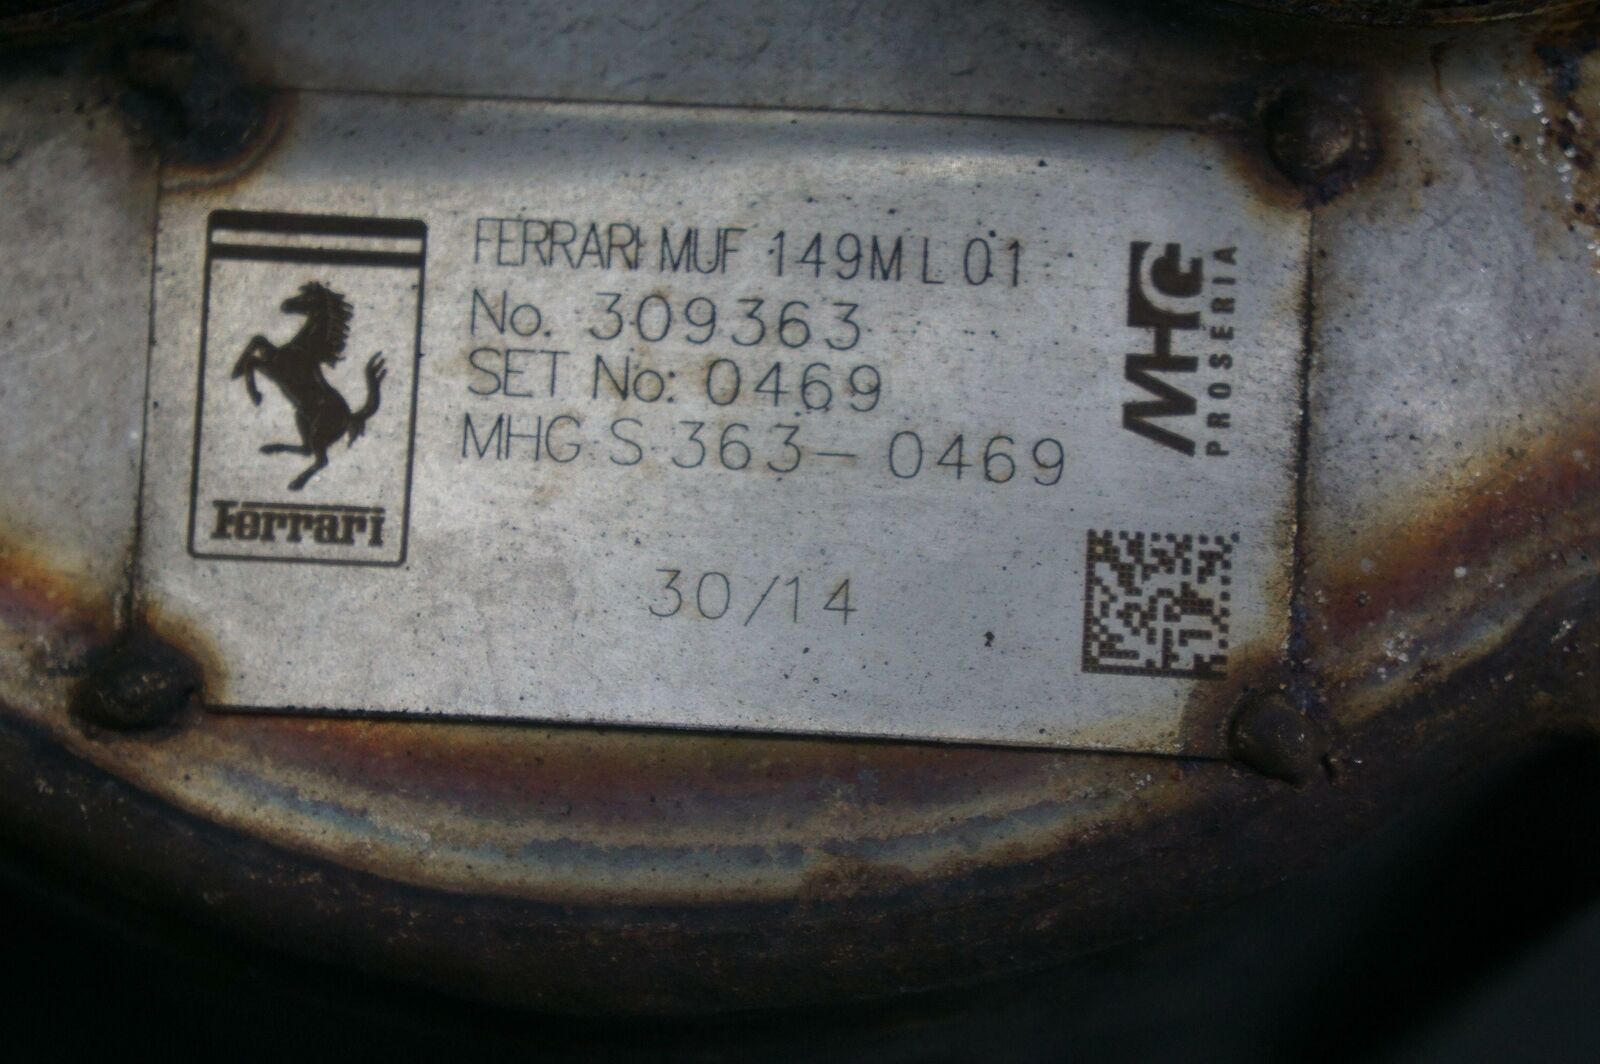 FERRARI MUF 149M L 01
No. 309363
SET No: 0469
MHG S 363-0469
30/14
Ferrari
MHG
PROSERIA